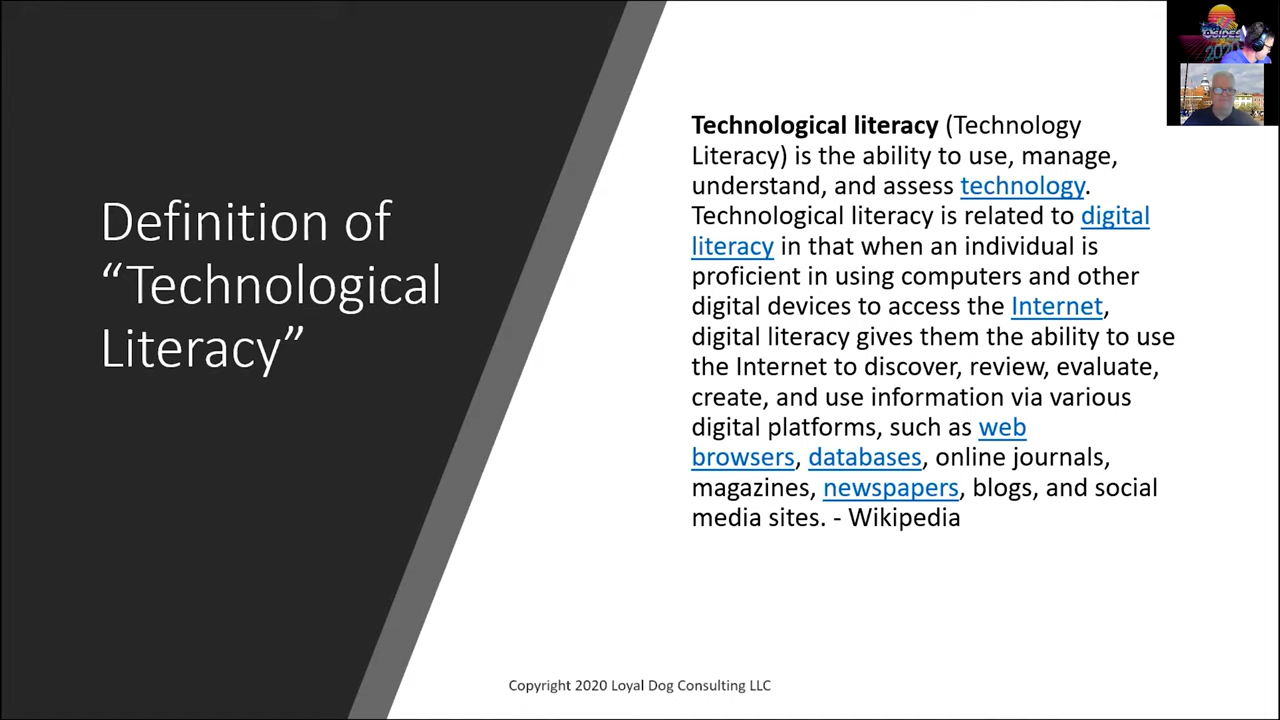 Definition of
“Technological
Literacy”
Technological literacy (Technology
Literacy) is the ability to use, manage,
understand, and assess technology.
Technological literacy is related to digital
literacy in that when an individual is
proficient in using computers and other
digital devices to access the Internet,
digital literacy gives them the ability to use
the Internet to discover, review, evaluate,
create, and use information via various
digital platforms, such as web
browsers, databases, online journals,
magazines, newspapers, blogs, and social
media sites. - Wikipedia
Copyright 2020 Loyal Dog Consulting LLC